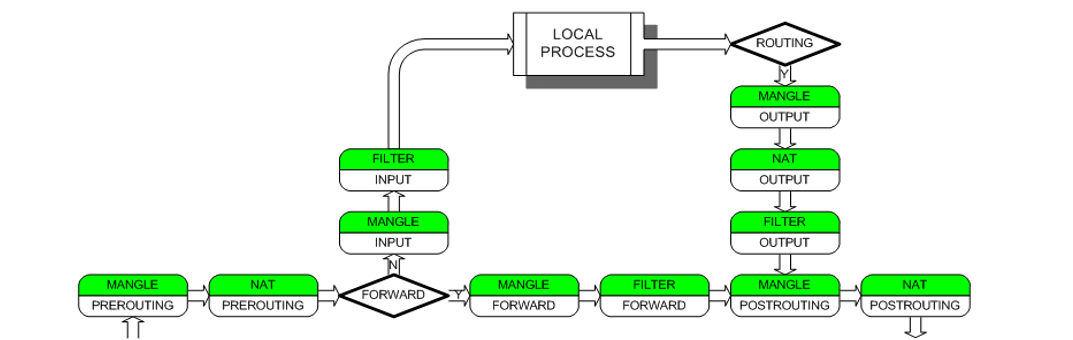 LOCAL
PROCESS
ROUTING
Y
MANGLE
OUTPUT
FILTER
INPUT
NAT
OUTPUT
MANGLE
INPUT
FILTER
OUTPUT
N
MANGLE
PREROUTING
NAT
PREROUTING
FORWARD
Y
MANGLE
FORWARD
FILTER
FORWARD
MANGLE
POSTROUTING
NAT
POSTROUTING